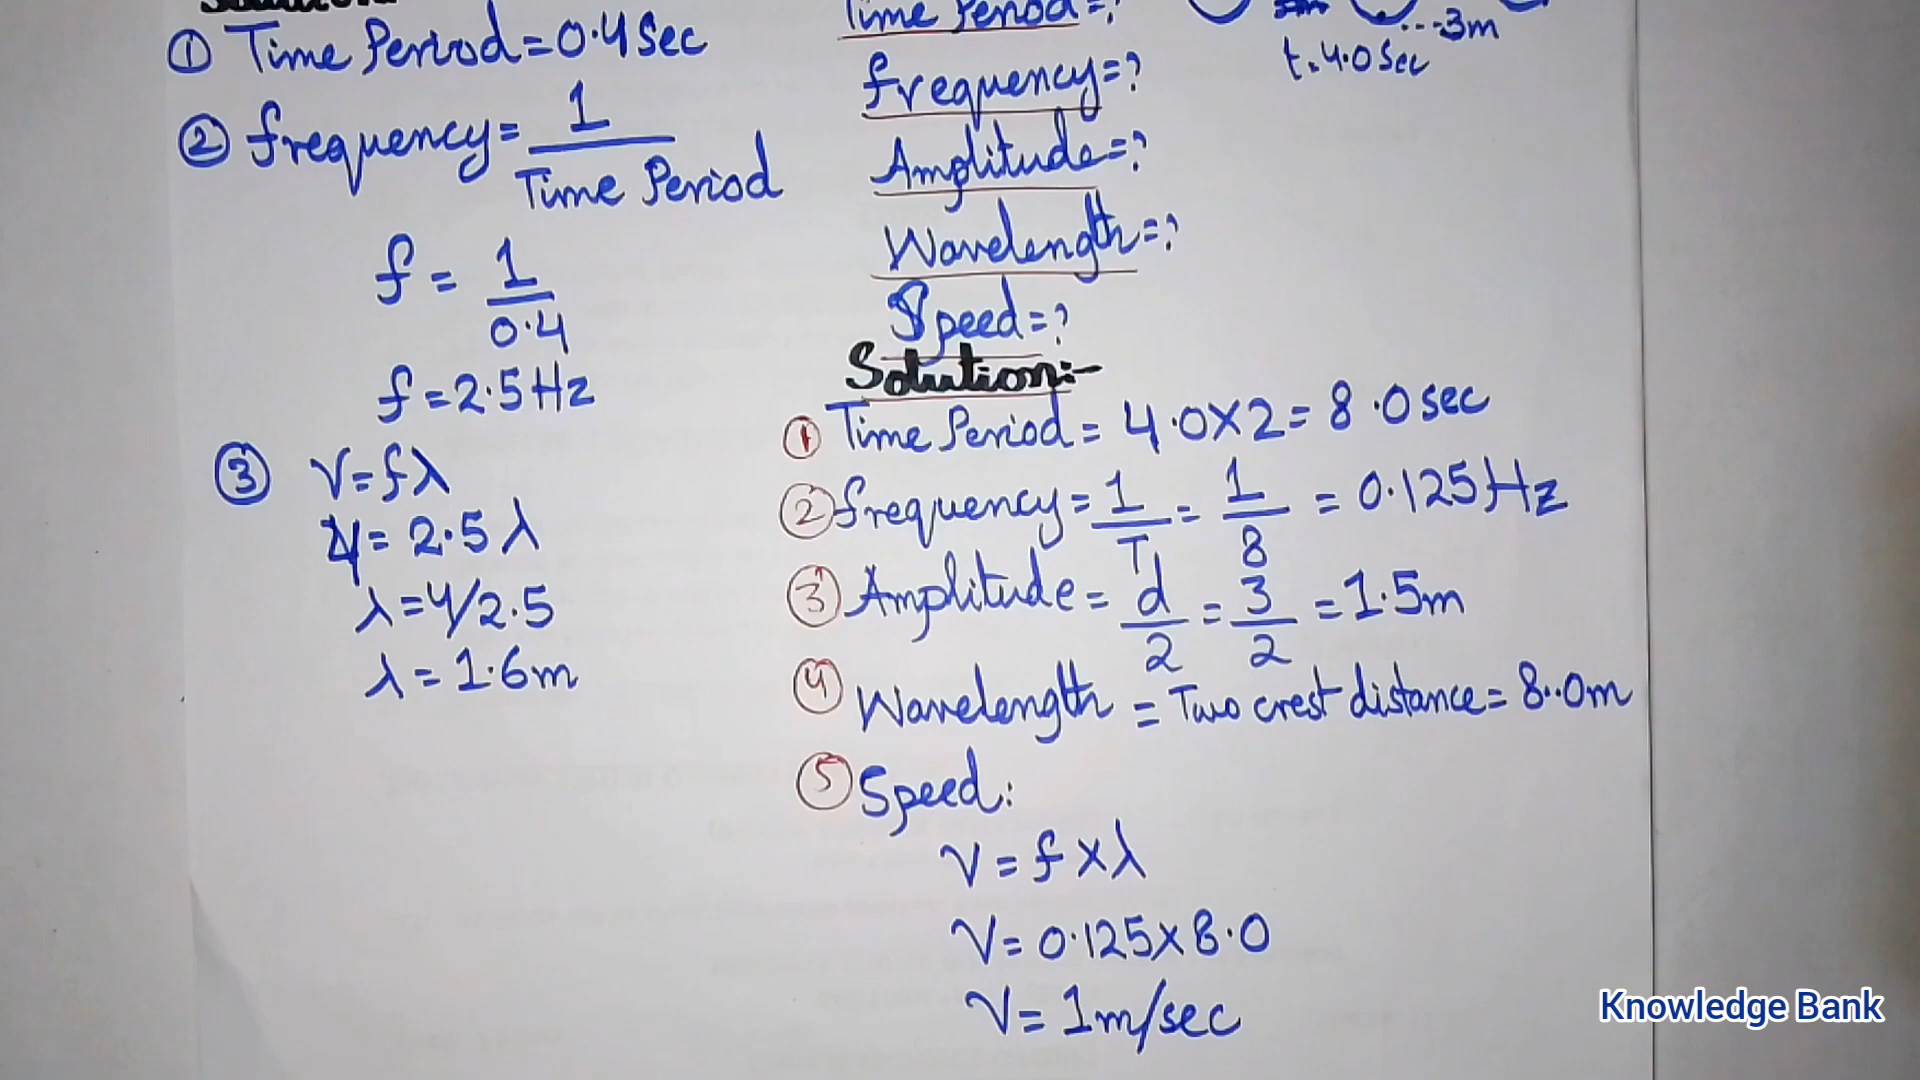 Solution:
① Time Period = 0.4 Sec
② frequency = 1 / Time Period
f = 1 / 0.4
f = 2.5 Hz
③ V = fλ
4 = 2.5 λ
λ = 4/2.5
λ = 1.6m
Time Period = ?
frequency = ?
Amplitude = ?
Wavelength = ?
Speed = ?
...3m
t = 4.0 Sec
Solution:-
① Time Period = 4.0 X 2 = 8.0 sec
② frequency = 1/T = 1/8 = 0.125 Hz
③ Amplitude = d/2 = 3/2 = 1.5m
④ Wavelength = Two crest distance = 8.0m
⑤ Speed:
V = f x λ
V = 0.125 x 8.0
V = 1m/sec
Knowledge Bank